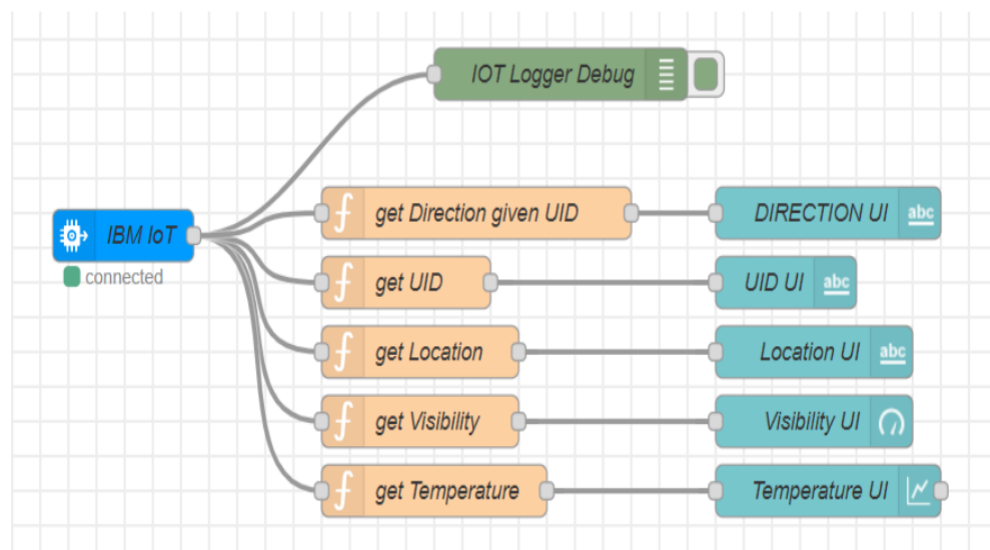 IOT Logger Debug
get Direction given UID
DIRECTION UI
abc
IBM IoT
connected
get UID
UID UI
abc
get Location
Location UI
abc
get Visibility
Visibility UI
get Temperature
Temperature UI